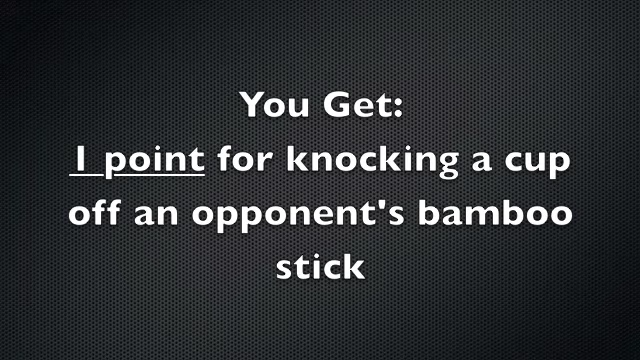 You Get:
1 point for knocking a cup
off an opponent's bamboo
stick